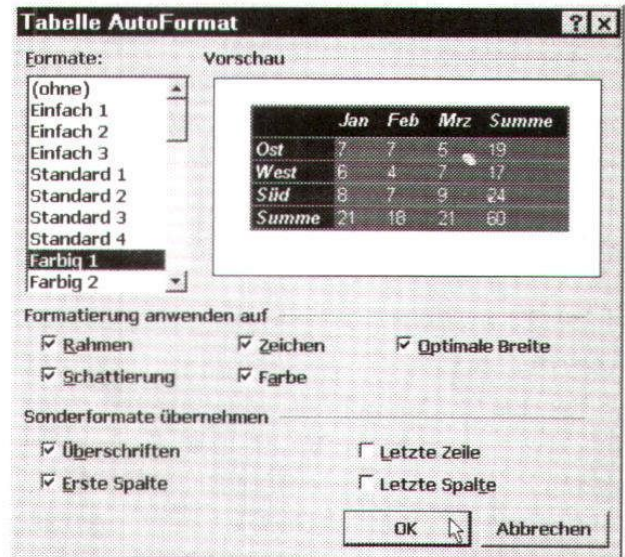 Tabelle AutoFormat ? ×
Formate:
Vorschau
(ohne)
Einfach 1
Einfach 2
Einfach 3
Standard 1
Standard 2
Standard 3
Standard 4
Farbig 1
Farbig 2
Jan Feb Mrz Summe
Ost 7 7 5 19
West 6 4 7 17
Süd 8 7 9 24
Summe 21 18 21 60
Formatierung anwenden auf
Rahmen Zeichen Optimale Breite
Schattierung Farbe
Sonderformate übernehmen
Überschriften Letzte Zeile
Erste Spalte Letzte Spalte
OK Abbrechen